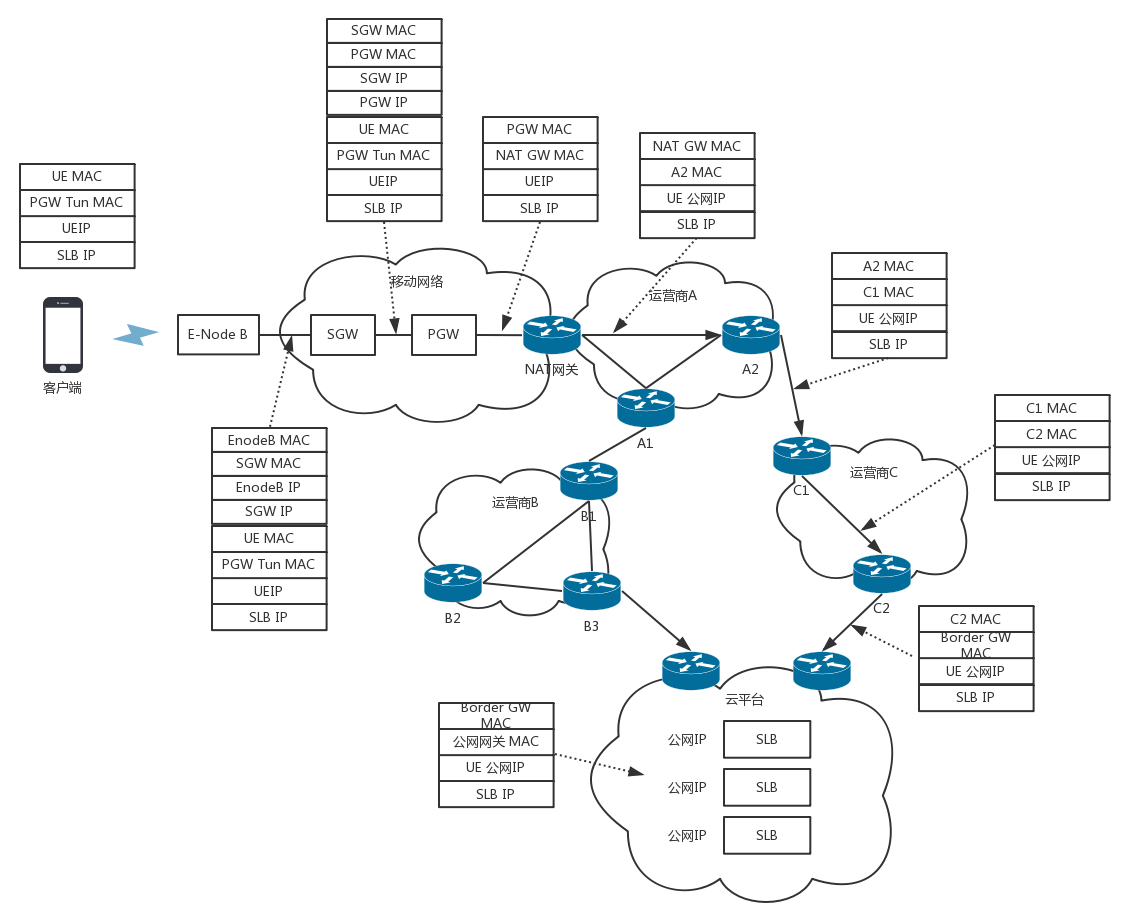 SGW MAC
PGW MAC
SGW IP
PGW IP
UE MAC
PGW Tun MAC
UEIP
SLB IP
PGW MAC
NAT GW MAC
UEIP
SLB IP
NAT GW MAC
A2 MAC
UE 公网IP
SLB IP
UE MAC
PGW Tun MAC
UEIP
SLB IP
A2 MAC
C1 MAC
UE 公网IP
SLB IP
移动网络
运营商A
E-Node B
SGW
PGW
NAT网关
A2
客户端
A1
C1 MAC
C2 MAC
UE 公网IP
SLB IP
EnodeB MAC
SGW MAC
EnodeB IP
SGW IP
UE MAC
PGW Tun MAC
UEIP
SLB IP
运营商B
B1
B2
B3
运营商C
C1
C2
C2 MAC
Border GW
MAC
UE 公网IP
SLB IP
Border GW
MAC
公网网关 MAC
UE 公网IP
SLB IP
云平台
公网IP
SLB
公网IP
SLB
公网IP
SLB